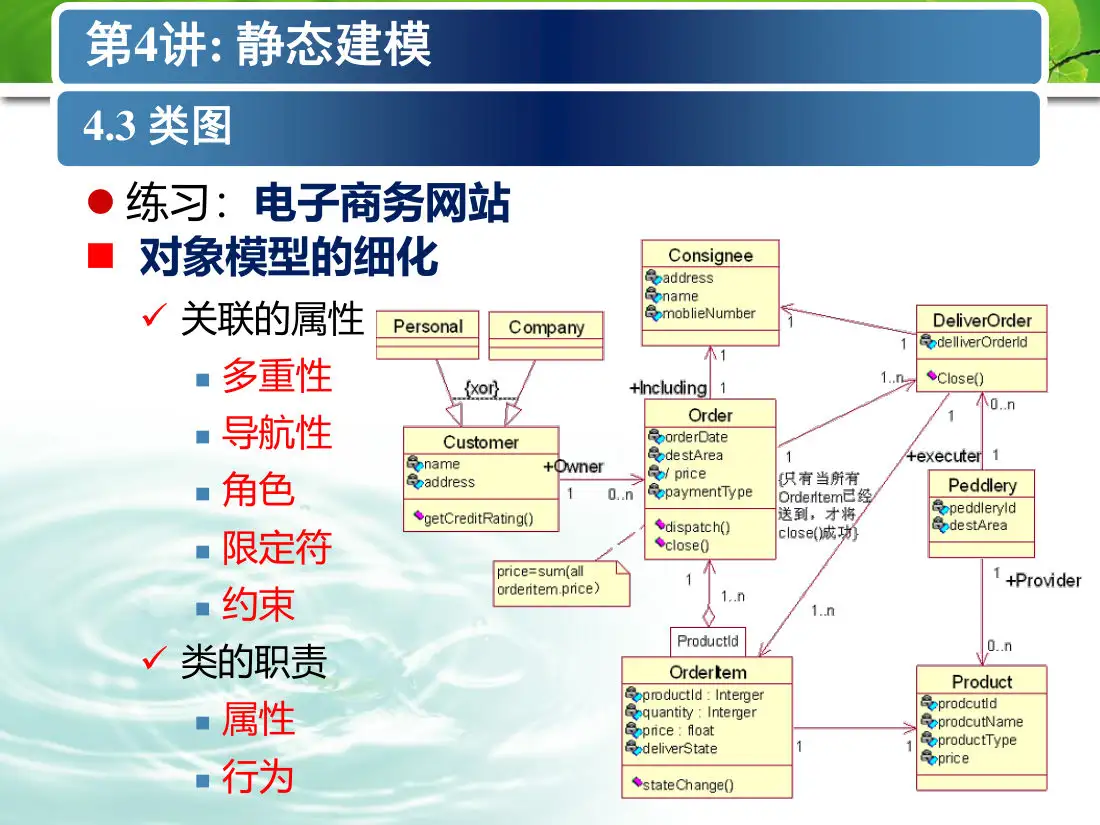 第4讲: 静态建模
4.3 类图
练习：电子商务网站
对象模型的细化
关联的属性
多重性
导航性
角色
限定符
约束
类的职责
属性
行为
Personal
Company
{xor}
Customer
name
address
getCreditRating()
+Owner
1
0..n
Consignee
address
name
moblieNumber
1
1
+Including
1
1
Order
orderDate
destArea
/ price
paymentType
dispatch()
close()
1..n
1
DeliverOrder
delliverOrderId
Close()
1
0..n
+executer
1
{只有当所有
OrderItem已经
送到，才将
close()成功}
Peddlery
peddleryId
destArea
1
+Provider
0..n
price=sum(all
orderitem.price）
1
1..n
1..n
ProductId
OrderItem
productId : Interger
quantity : Interger
price : float
deliverState
stateChange()
1
1
Product
prodcutId
prodcutName
productType
price